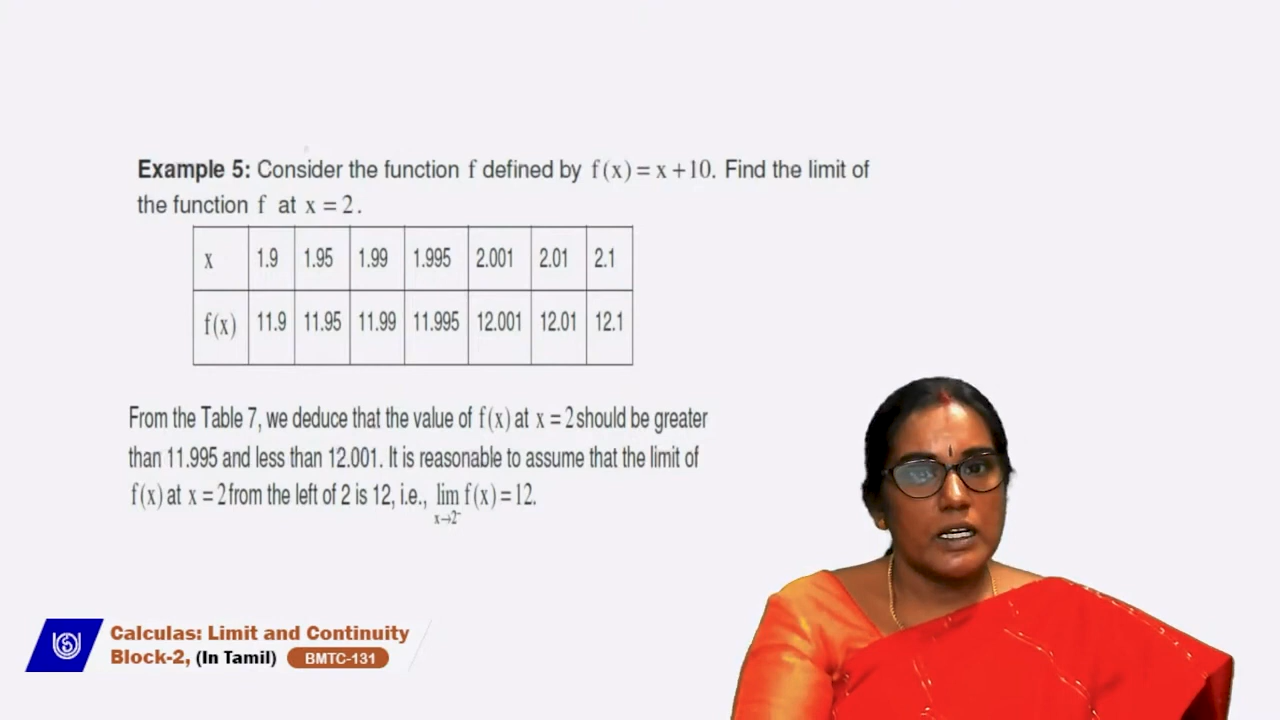 Example 5: Consider the function f defined by f(x) = x + 10. Find the limit of
the function f at x = 2.
x 1.9 1.95 1.99 1.995 2.001 2.01 2.1
f(x) 11.9 11.95 11.99 11.995 12.001 12.01 12.1
From the Table 7, we deduce that the value of f(x) at x = 2 should be greater
than 11.995 and less than 12.001. It is reasonable to assume that the limit of
f(x) at x = 2 from the left of 2 is 12, i.e., lim f(x) = 12.
x→2⁻
Calculas: Limit and Continuity
Block-2, (In Tamil) BMTC-131